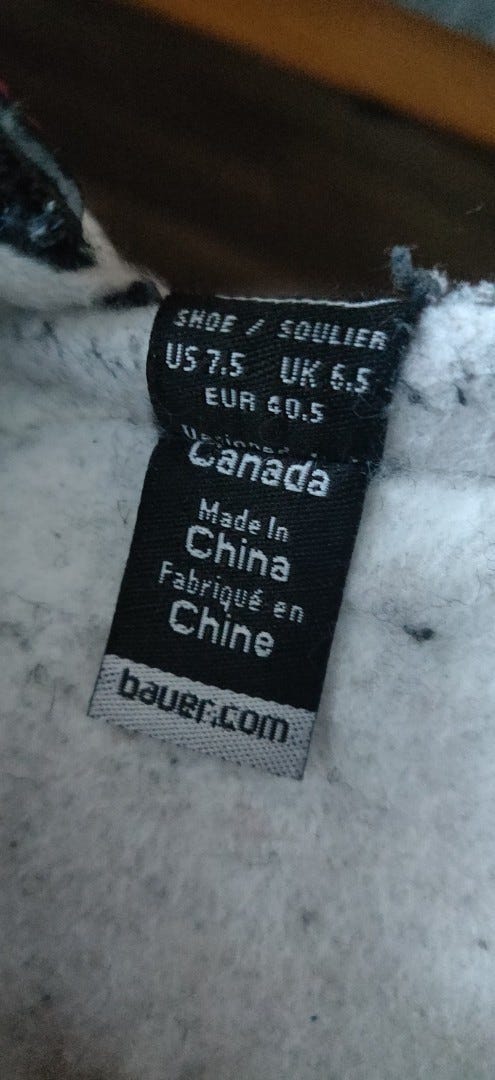 SHOE / SOULIER
US 7.5 UK 6.5
EUR 40.5
Designed
Canada
Made In
China
Fabriqué en
Chine
bauer.com